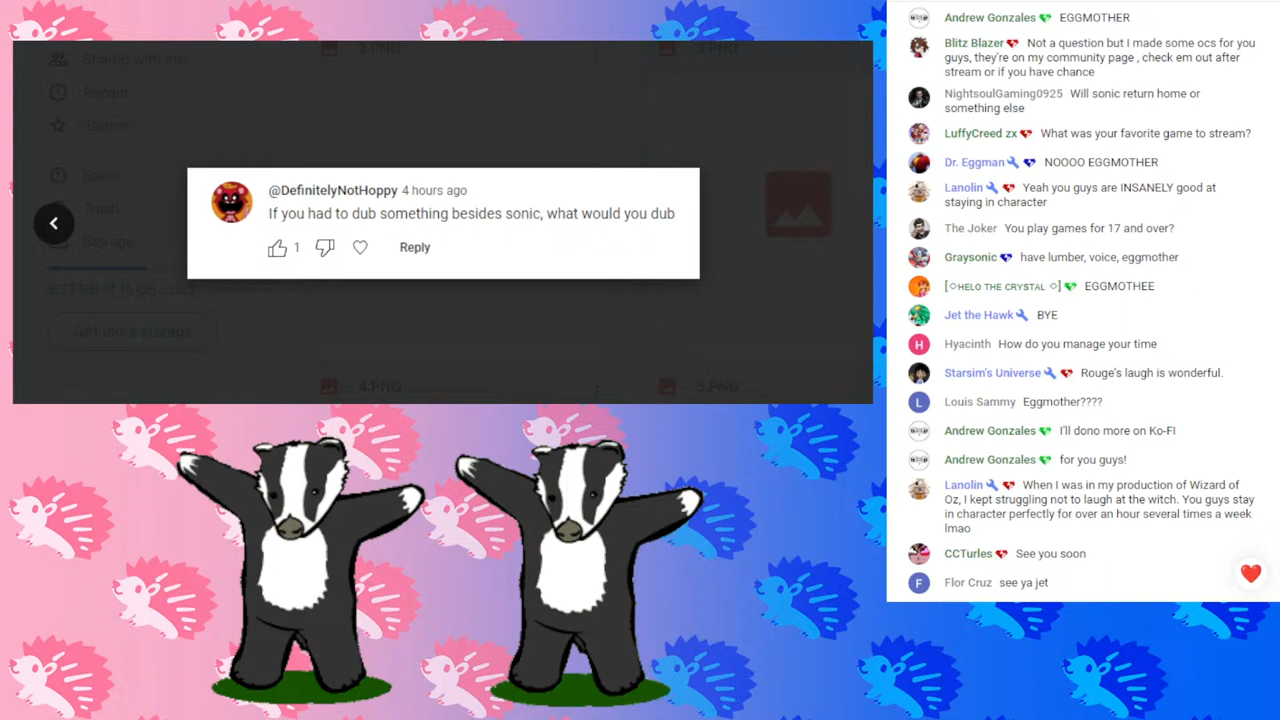 2.PNG
3.PNG
Shared with me
Recent
Starred
Spam
Trash
Storage
Get more storage
4.PNG
5.PNG
@DefinitelyNotHoppy 4 hours ago
If you had to dub something besides sonic, what would you dub
1
Reply
Andrew Gonzales EGGMOTHER
Blitz Blazer Not a question but I made some ocs for you
guys, they're on my community page , check em out after
stream or if you have chance
NightsoulGaming0925 Will sonic return home or
something else
LuffyCreed zx What was your favorite game to stream?
Dr. Eggman NOOOO EGGMOTHER
Lanolin Yeah you guys are INSANELY good at
staying in character
The Joker You play games for 17 and over?
Graysonic have lumber, voice, eggmother
[◇HELO THE CRYSTAL ◇] EGGMOTHEE
Jet the Hawk BYE
H
Hyacinth How do you manage your time
Starsim's Universe Rouge's laugh is wonderful.
L
Louis Sammy Eggmother????
Andrew Gonzales I'll dono more on Ko-FI
Andrew Gonzales for you guys!
Lanolin When I was in my production of Wizard of
Oz, I kept struggling not to laugh at the witch. You guys stay
in character perfectly for over an hour several times a week
lmao
CCTurles See you soon
F
Flor Cruz see ya jet